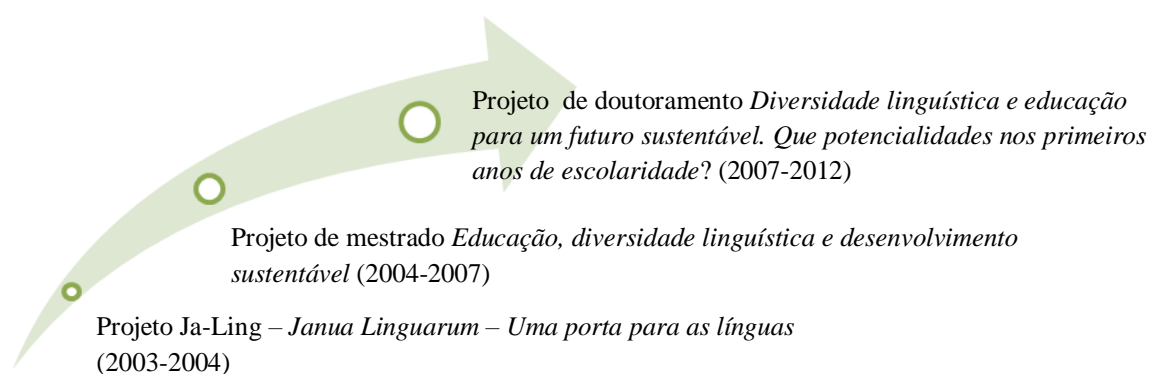 Projeto de doutoramento Diversidade linguística e educação
para um futuro sustentável. Que potencialidades nos primeiros
anos de escolaridade? (2007-2012)
Projeto de mestrado Educação, diversidade linguística e desenvolvimento
sustentável (2004-2007)
Projeto Ja-Ling – Janua Linguarum – Uma porta para as línguas
(2003-2004)